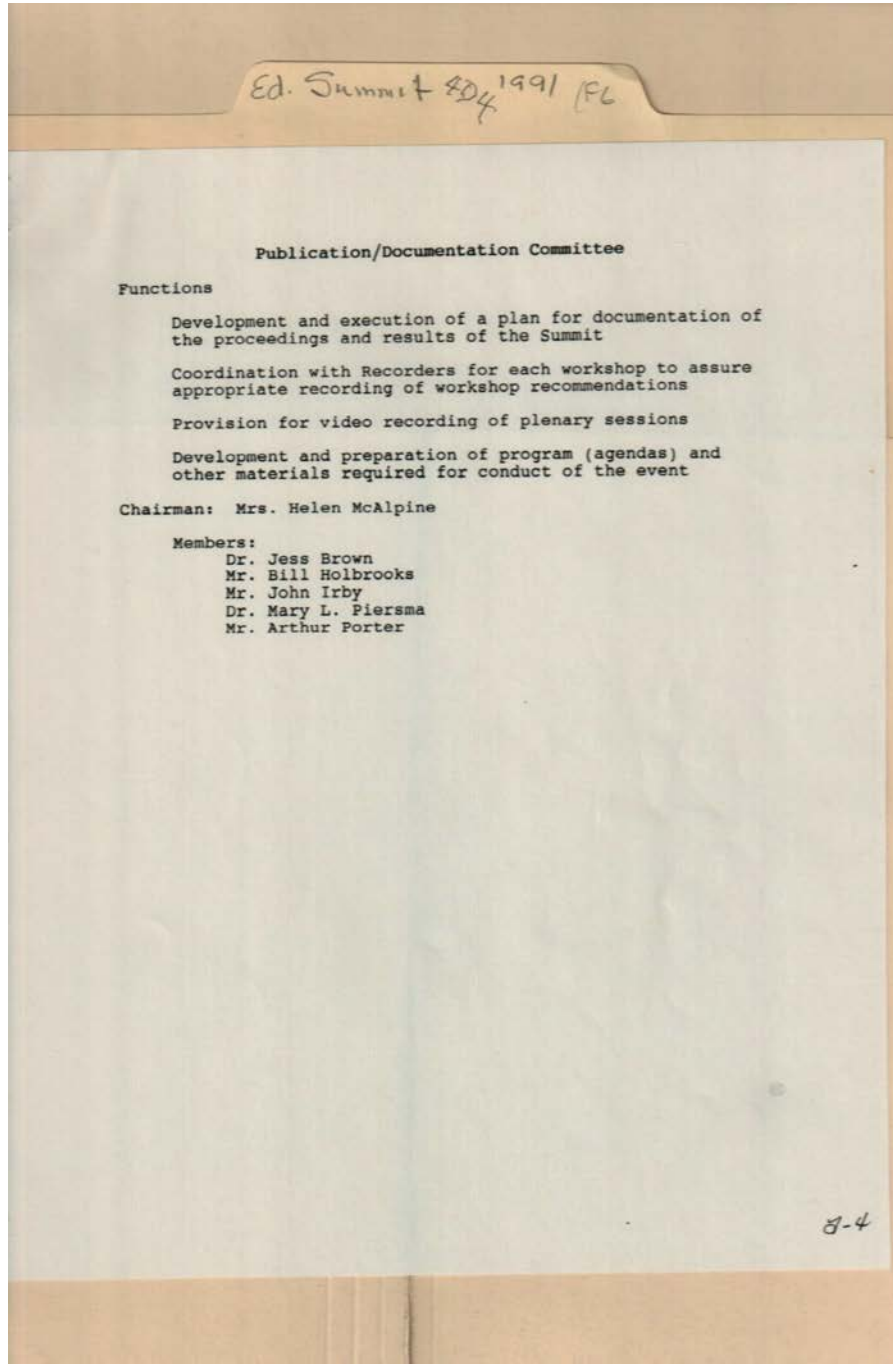 Ed. Summit 1991
Publication/Documentation Committee
Functions
Development and execution of a plan for documentation of
the proceedings and results of the Summit
Coordination with Recorders for each workshop to assure
appropriate recording of workshop recommendations
Provision for video recording of plenary sessions
Development and preparation of program (agendas) and
other materials required for conduct of the event
Chairman: Mrs. Helen McAlpine
Members:
Dr. Jess Brown
Mr. Bill Holbrooks
Mr. John Irby
Dr. Mary L. Piersma
Mr. Arthur Porter